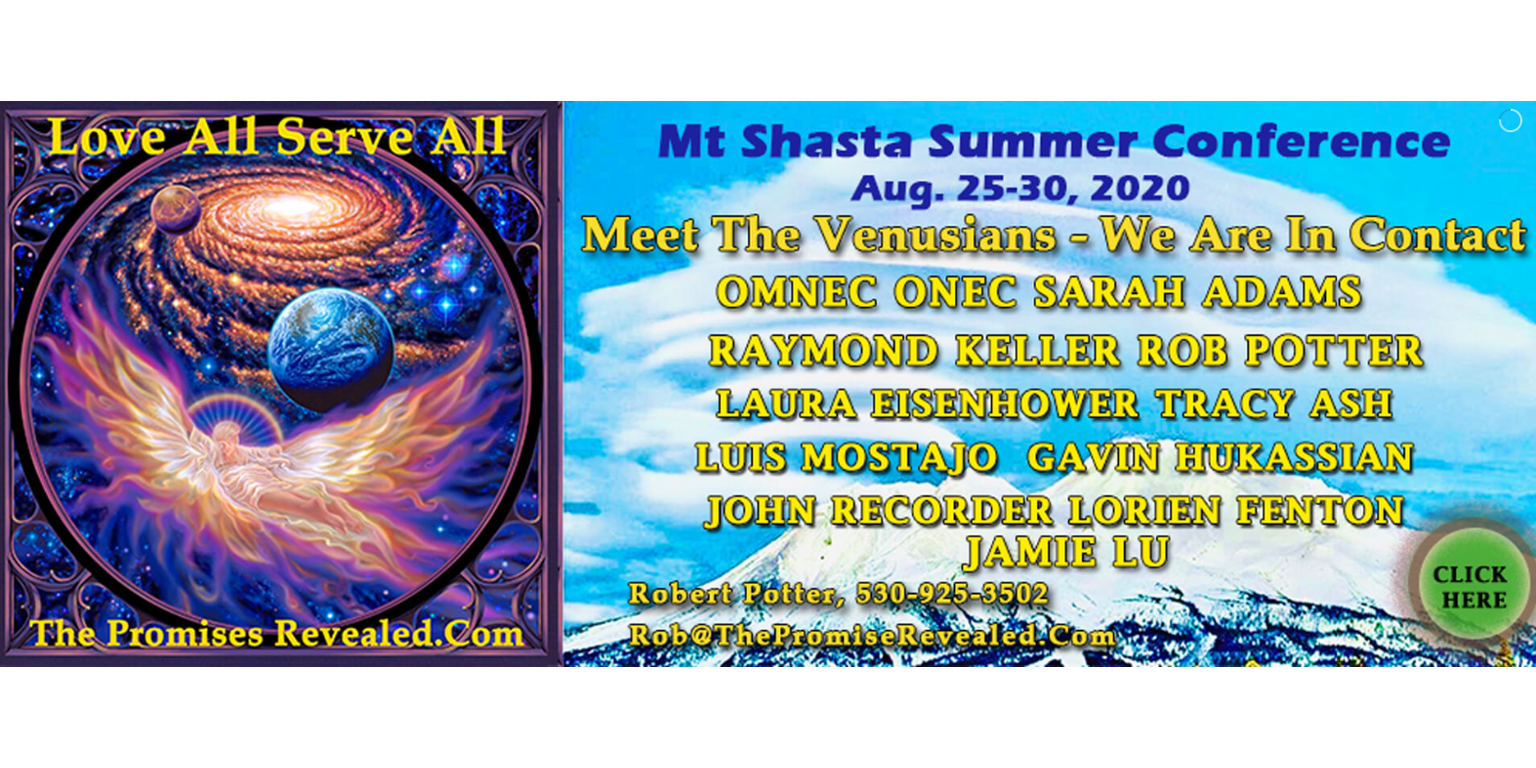 Love All Serve All
The Promises Revealed.Com
Mt Shasta Summer Conference
Aug. 25-30, 2020
Meet The Venusians - We Are In Contact
OMNEC ONEC SARAH ADAMS
RAYMOND KELLER ROB POTTER
LAURA EISENHOWER TRACY ASH
LUIS MOSTAJO GAVIN HUKASSIAN
JOHN RECORDER LORIEN FENTON
JAMIE LU
Robert Potter, 530-925-3502
Rob@ThePromiseRevealed.Com
CLICK
HERE